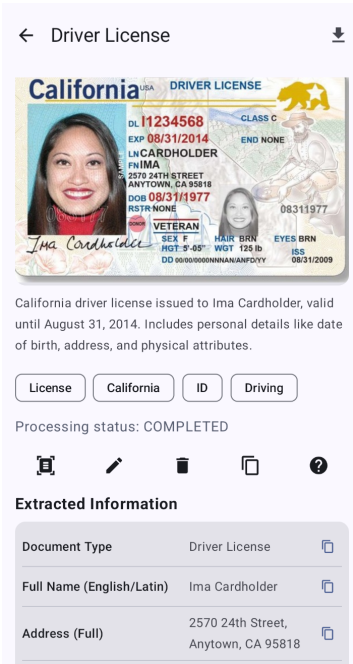 Driver License
California USA DRIVER LICENSE
DL I1234568 CLASS C
EXP 08/31/2014 END NONE
LN CARDHOLDER
FN IMA
2570 24TH STREET
ANYTOWN, CA 95818
DOB 08/31/1977
RSTR NONE 08311977
DONOR VETERAN
SEX F HAIR BRN EYES BRN
HGT 5'-05" WGT 125 lb ISS
DD 00/00/0000NNNAN/ANFD/YY 08/31/2009
Ima Cardholder
California driver license issued to Ima Cardholder, valid
until August 31, 2014. Includes personal details like date
of birth, address, and physical attributes.
License California ID Driving
Processing status: COMPLETED
Extracted Information
Document Type Driver License
Full Name (English/Latin) Ima Cardholder
Address (Full) 2570 24th Street,
Anytown, CA 95818